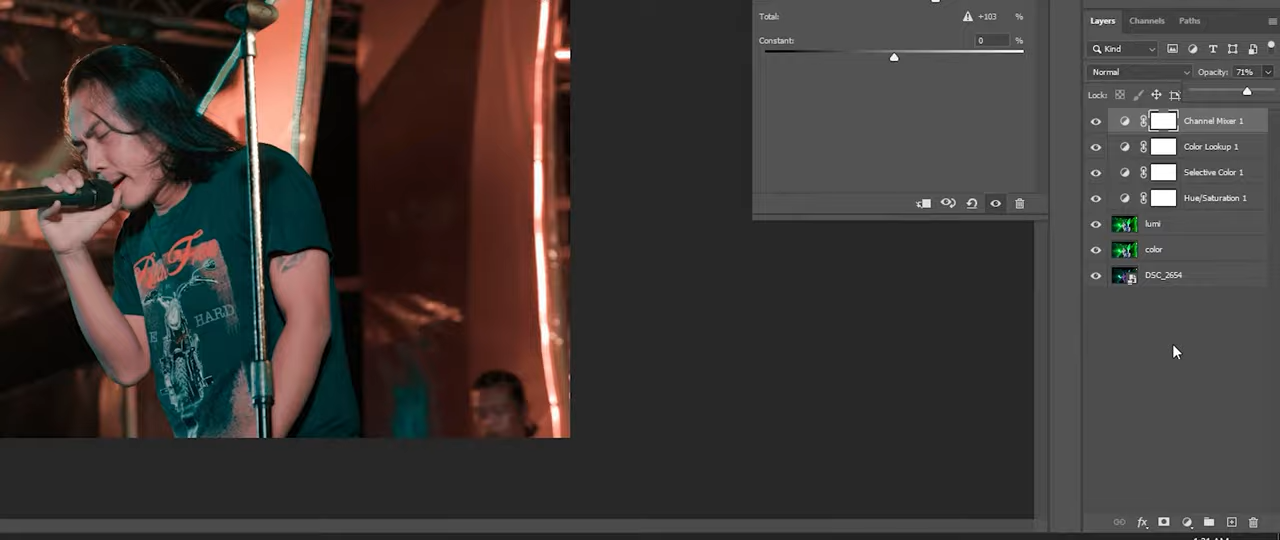 Total:
+103
%
Constant:
0
%
Layers
Channels
Paths
Kind
Normal
Opacity: 71%
Lock:
Channel Mixer 1
Color Lookup 1
Selective Color 1
Hue/Saturation 1
lumi
color
DSC_2654
fx
HARD